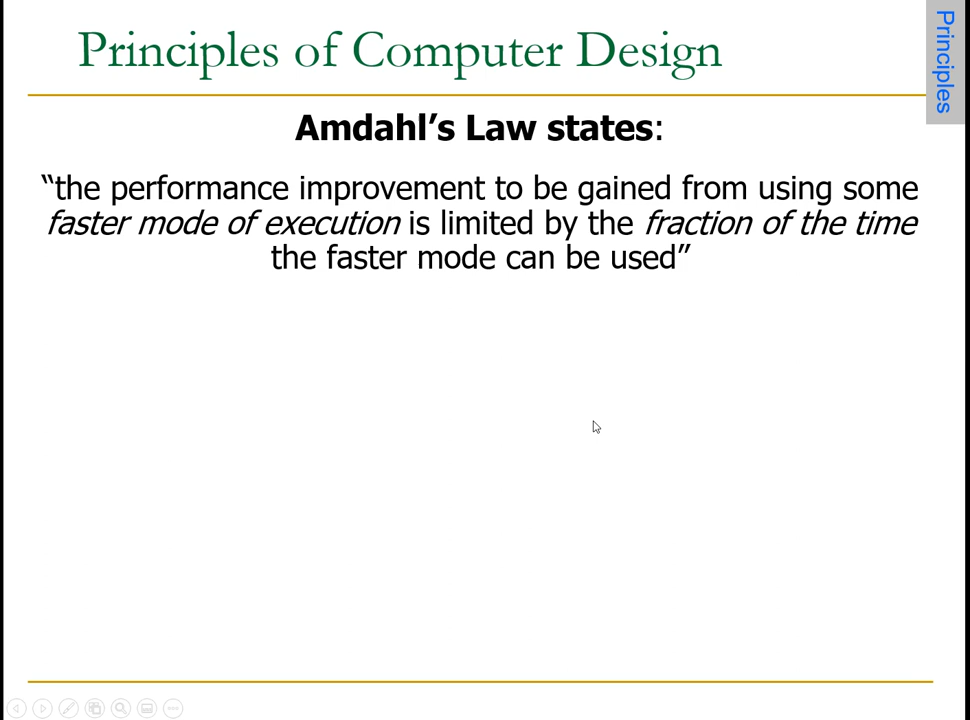 Principles of Computer Design
Principles
Amdahl’s Law states:
“the performance improvement to be gained from using some
faster mode of execution is limited by the fraction of the time
the faster mode can be used”